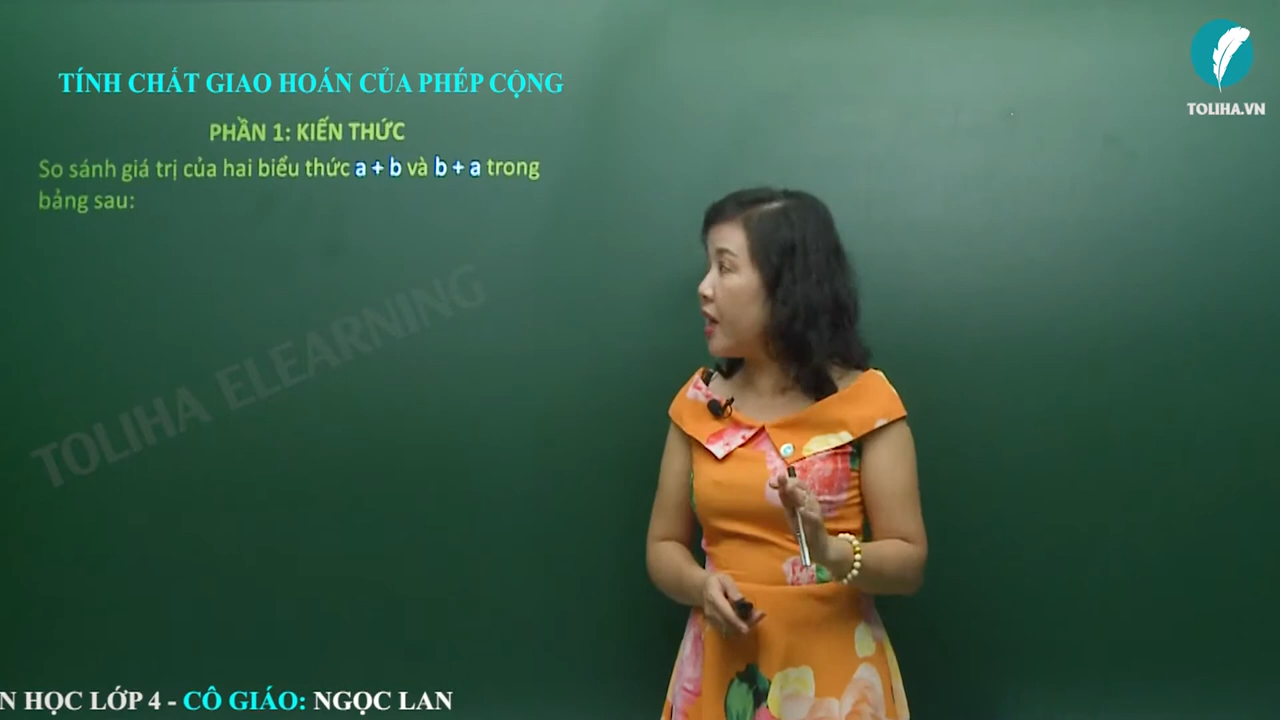 TÍNH CHẤT GIAO HOÁN CỦA PHÉP CỘNG
PHẦN 1: KIẾN THỨC
So sánh giá trị của hai biểu thức a + b và b + a trong
bảng sau:
TOLIHA.VN
TOLIHA ELEARNING
N HỌC LỚP 4 - CÔ GIÁO: NGỌC LAN